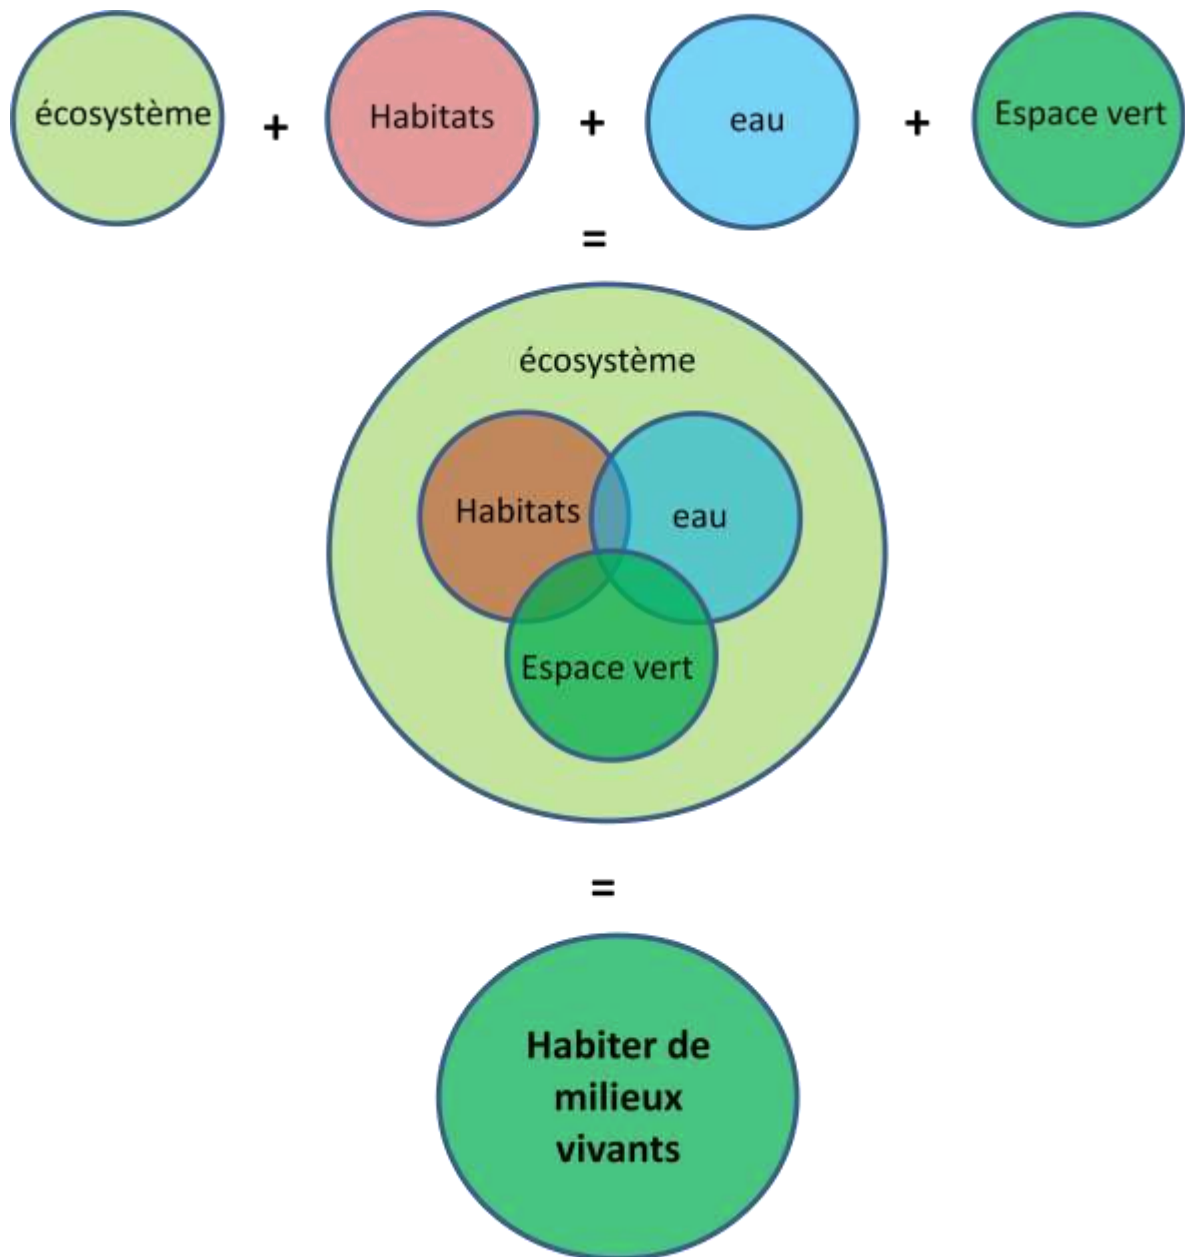 écosystème + Habitats + eau + Espace vert
=
écosystème
Habitats eau
Espace vert
=
Habiter de
milieux
vivants